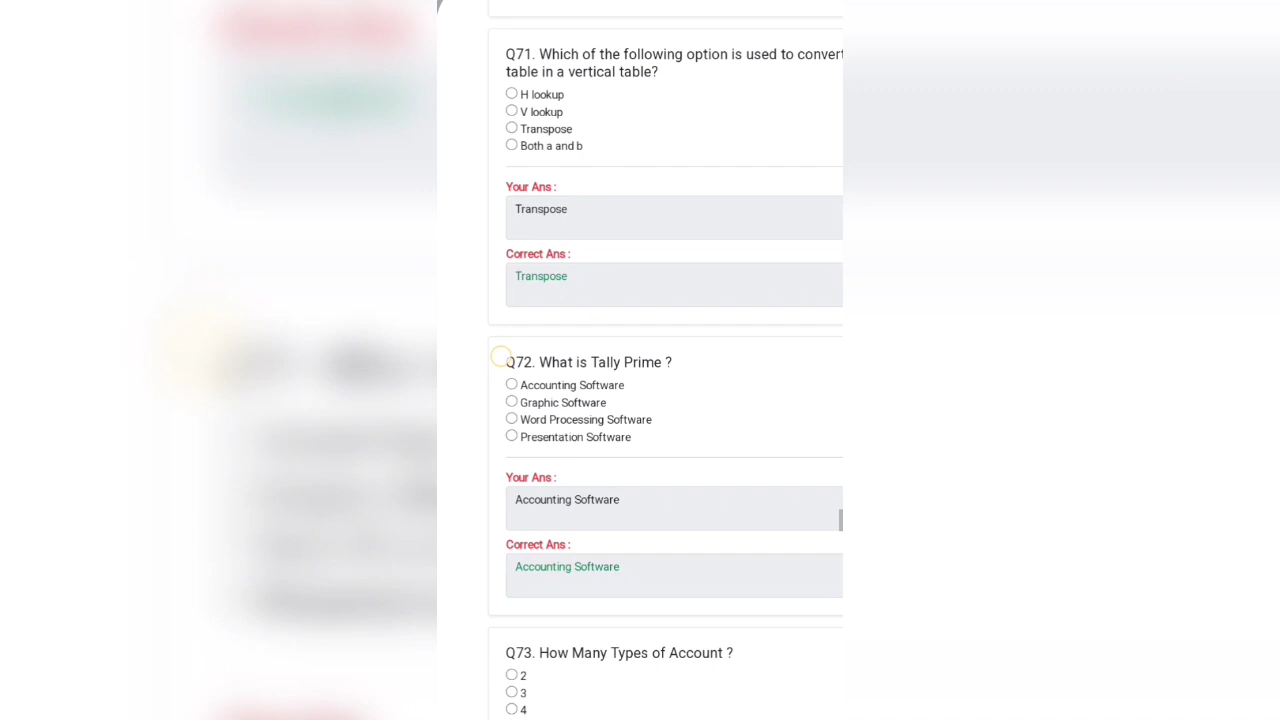 Q71. Which of the following option is used to convert
table in a vertical table?
H lookup
V lookup
Transpose
Both a and b
Your Ans :
Transpose
Correct Ans :
Transpose
Q72. What is Tally Prime ?
Accounting Software
Graphic Software
Word Processing Software
Presentation Software
Your Ans :
Accounting Software
Correct Ans :
Accounting Software
Q73. How Many Types of Account ?
2
3
4